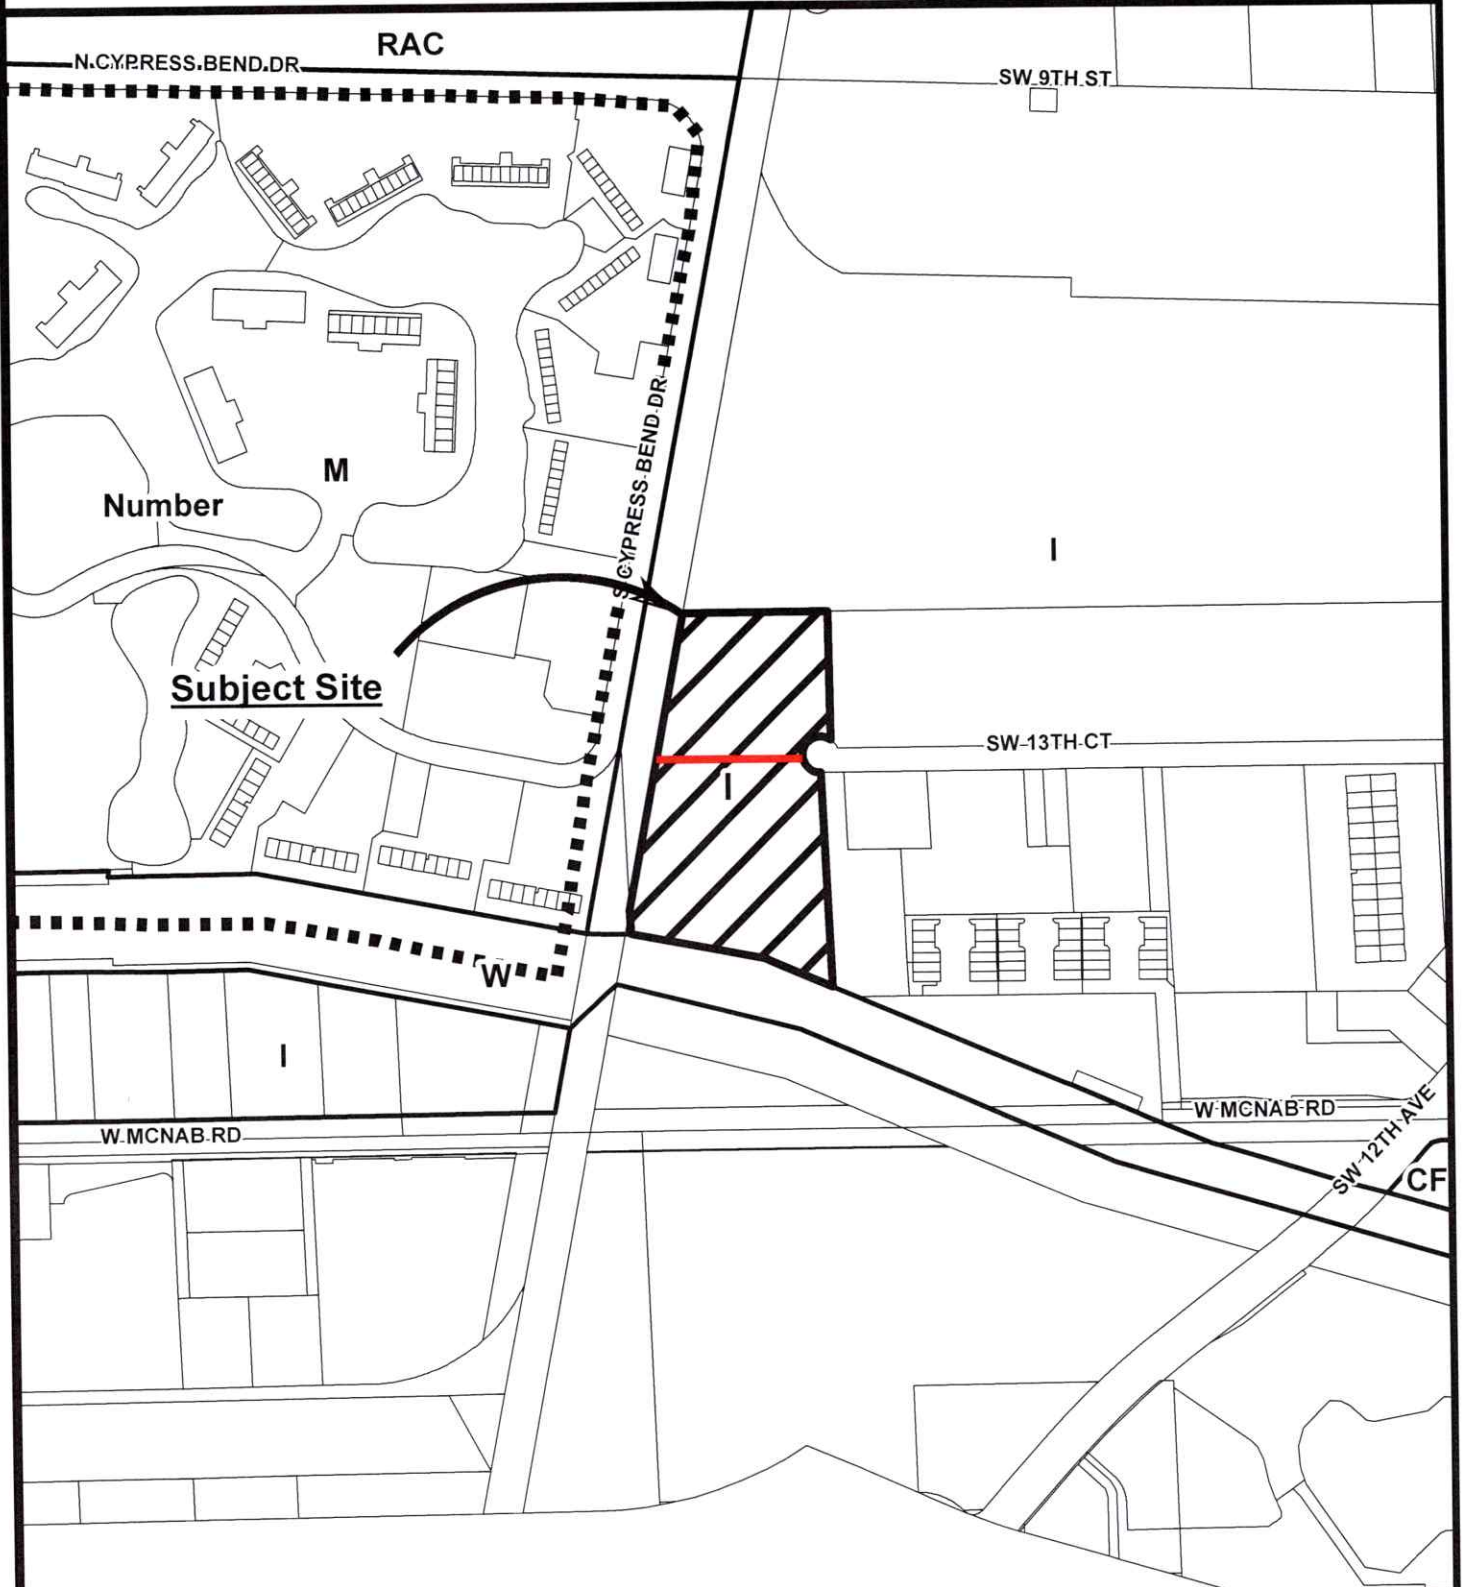 RAC
N CYPRESS BEND DR
SW 9TH ST
S CYPRESS BEND DR
M
Number
I
Subject Site
SW 13TH CT
I
W
I
W MCNAB RD
W MCNAB RD
SW 12TH AVE
CF